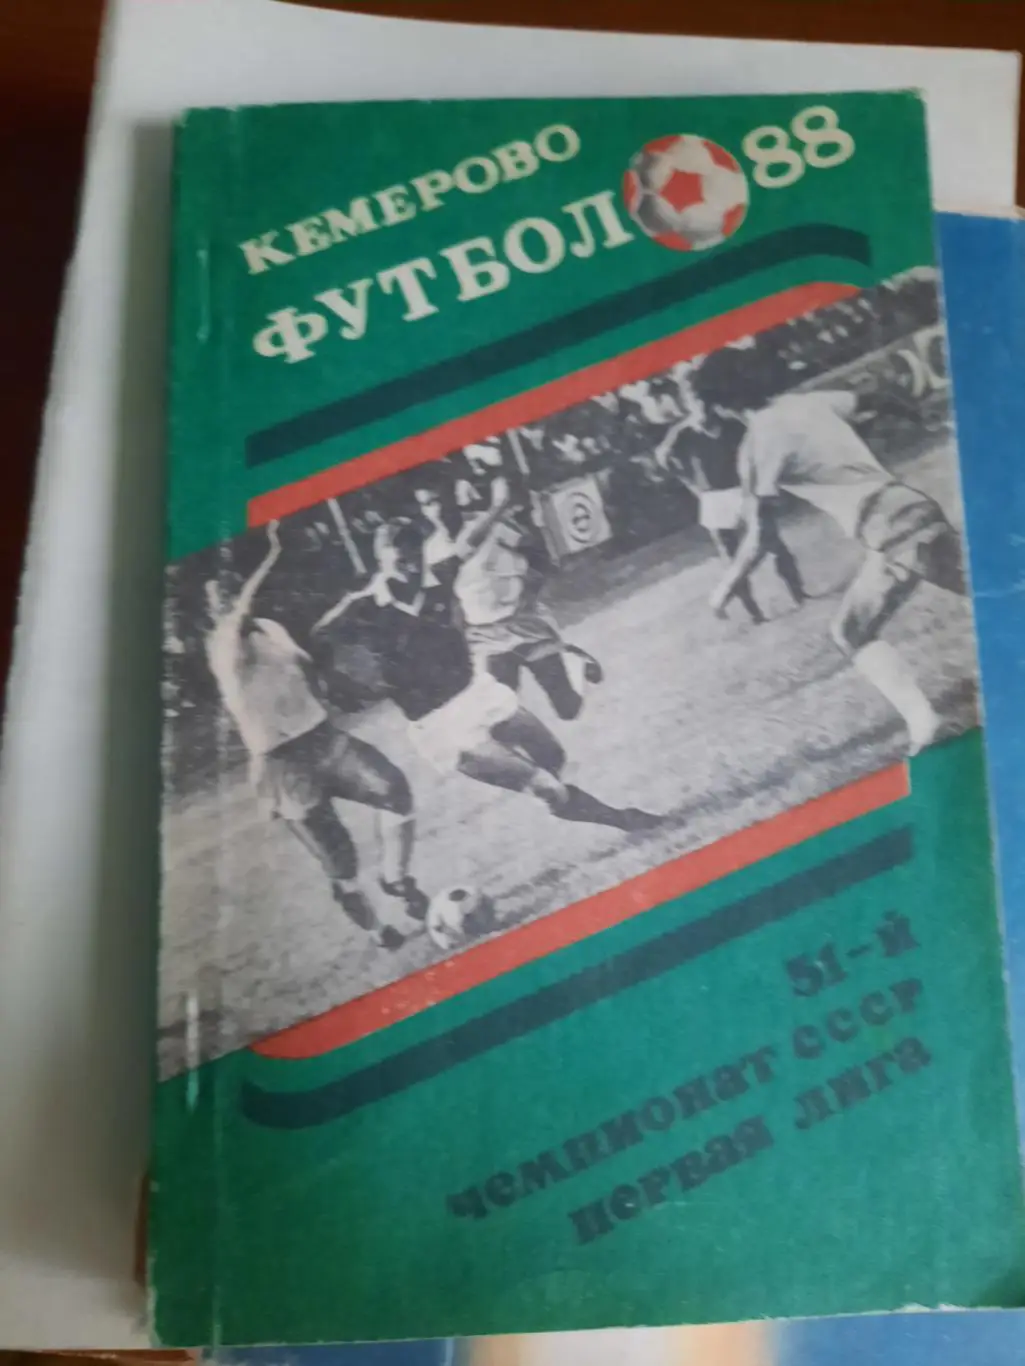 КЕМЕРОВО
ФУТБОЛ 88
51-й
чемпионат СССР
первая лига